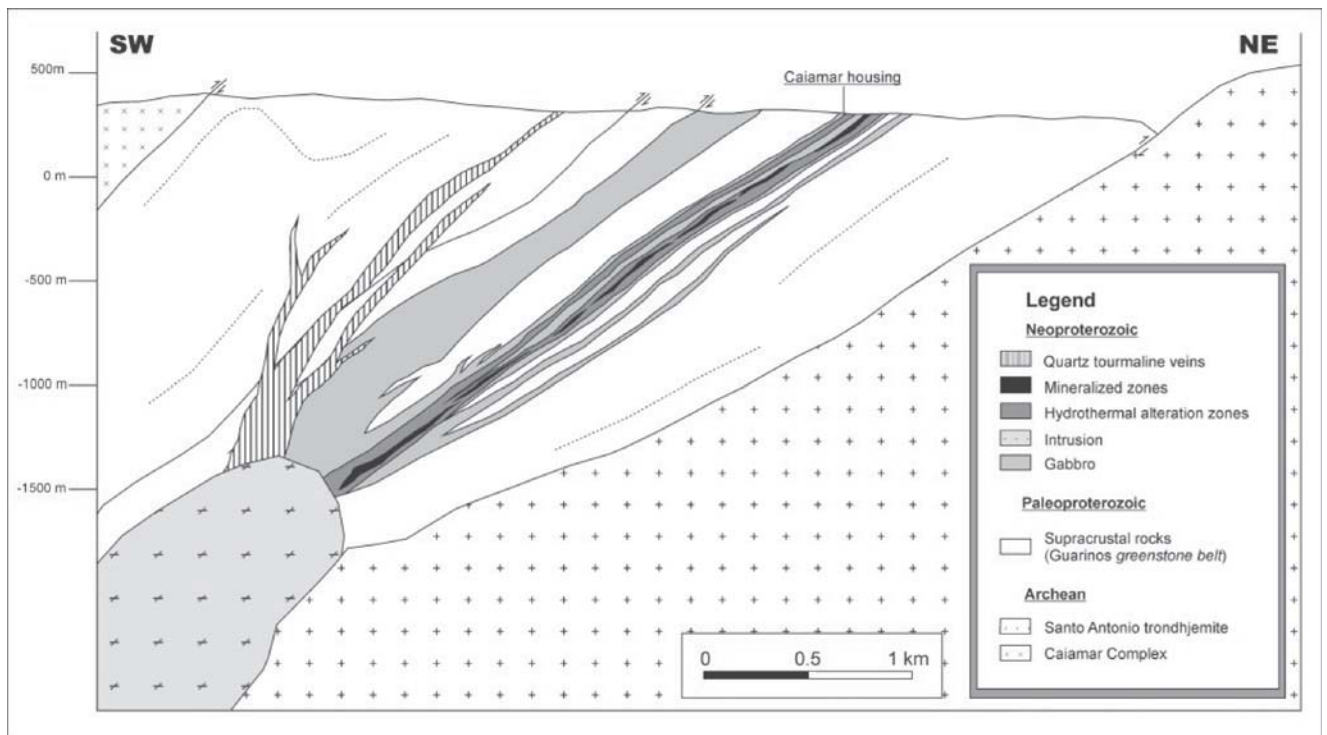 SW
NE
500m
0 m
-500 m
-1000 m
-1500 m
Caiamar housing
Legend
Neoproterozoic
Quartz tourmaline veins
Mineralized zones
Hydrothermal alteration zones
Intrusion
Gabbro
Paleoproterozoic
Supracrustal rocks
(Guarinos greenstone belt)
Archean
Santo Antonio trondhjemite
Caiamar Complex
0 0.5 1 km